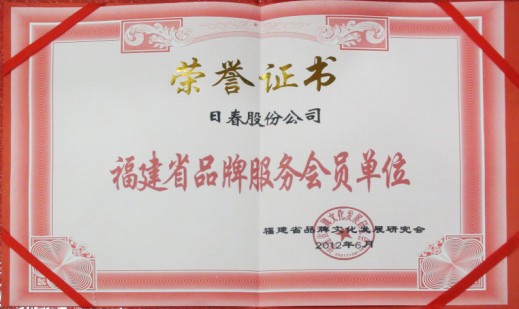 荣誉证书
日春股份公司
福建省品牌服务会员单位
福建省品牌文化发展研究会
2012年6月